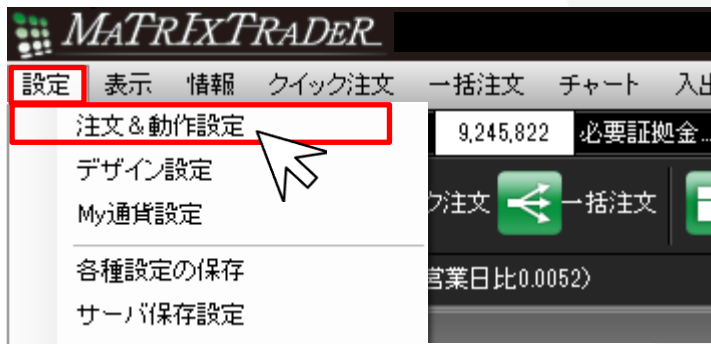 MATRIXTRADER
設定 表示 情報 クイック注文 一括注文 チャート 入出
注文＆動作設定
9,245,822 必要証拠金...
デザイン設定
ク注文 一括注文
My通貨設定
各種設定の保存
営業日比0.0052)
サーバ保存設定